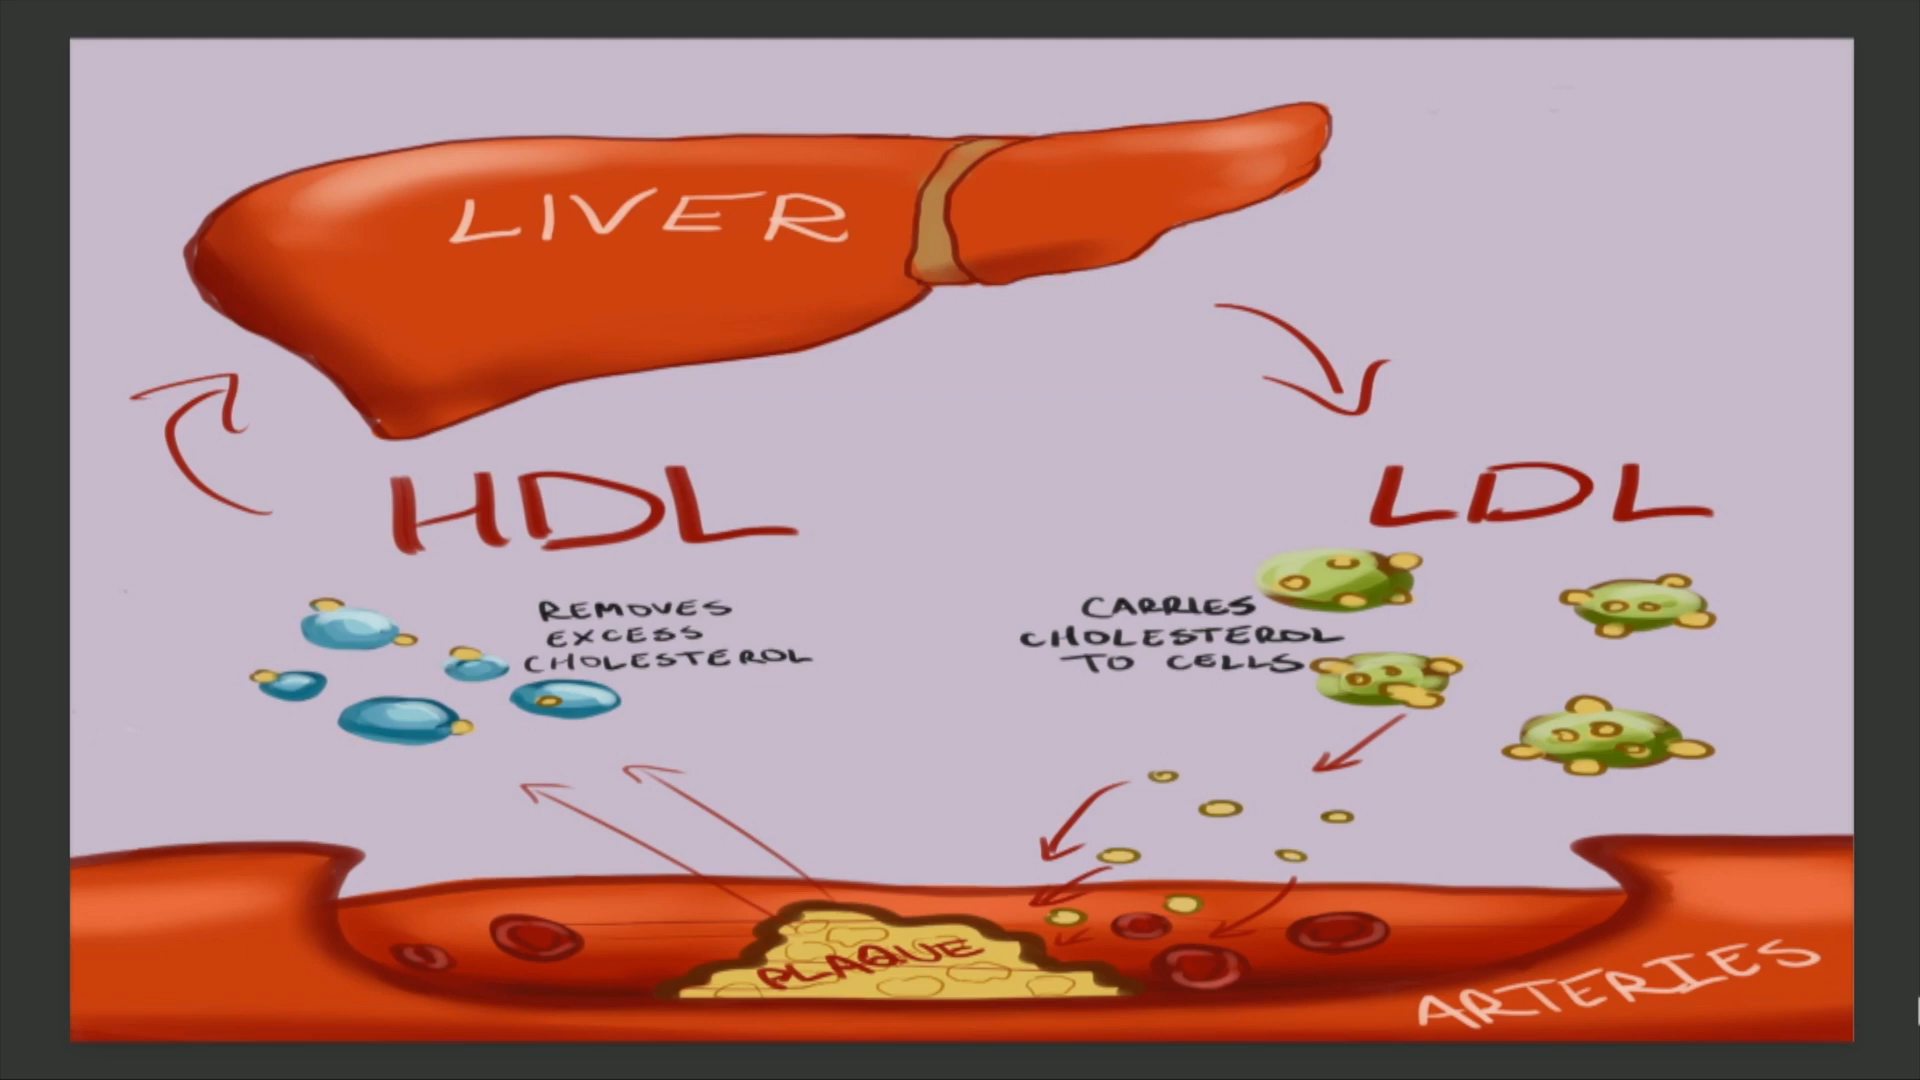 LIVER
HDL
REMOVES
EXCESS
CHOLESTEROL
LDL
CARRIES
CHOLESTEROL
TO CELLS
PLAQUE
ARTERIES